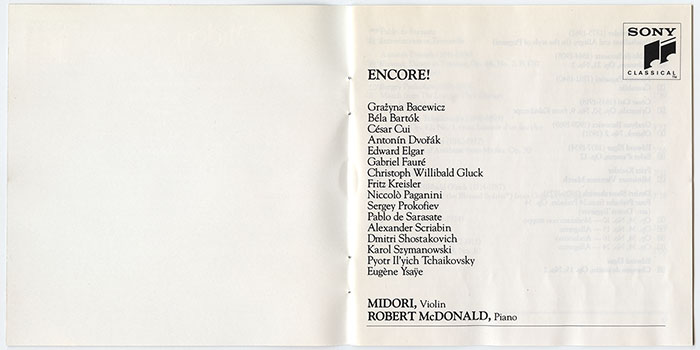 SONY
CLASSICAL™
ENCORE!
Grażyna Bacewicz
Béla Bartók
César Cui
Antonín Dvořák
Edward Elgar
Gabriel Fauré
Christoph Willibald Gluck
Fritz Kreisler
Niccolò Paganini
Sergey Prokofiev
Pablo de Sarasate
Alexander Scriabin
Dmitri Shostakovich
Karol Szymanowski
Pyotr Il'yich Tchaikovsky
Eugène Ysaÿe
MIDORI, Violin
ROBERT McDONALD, Piano